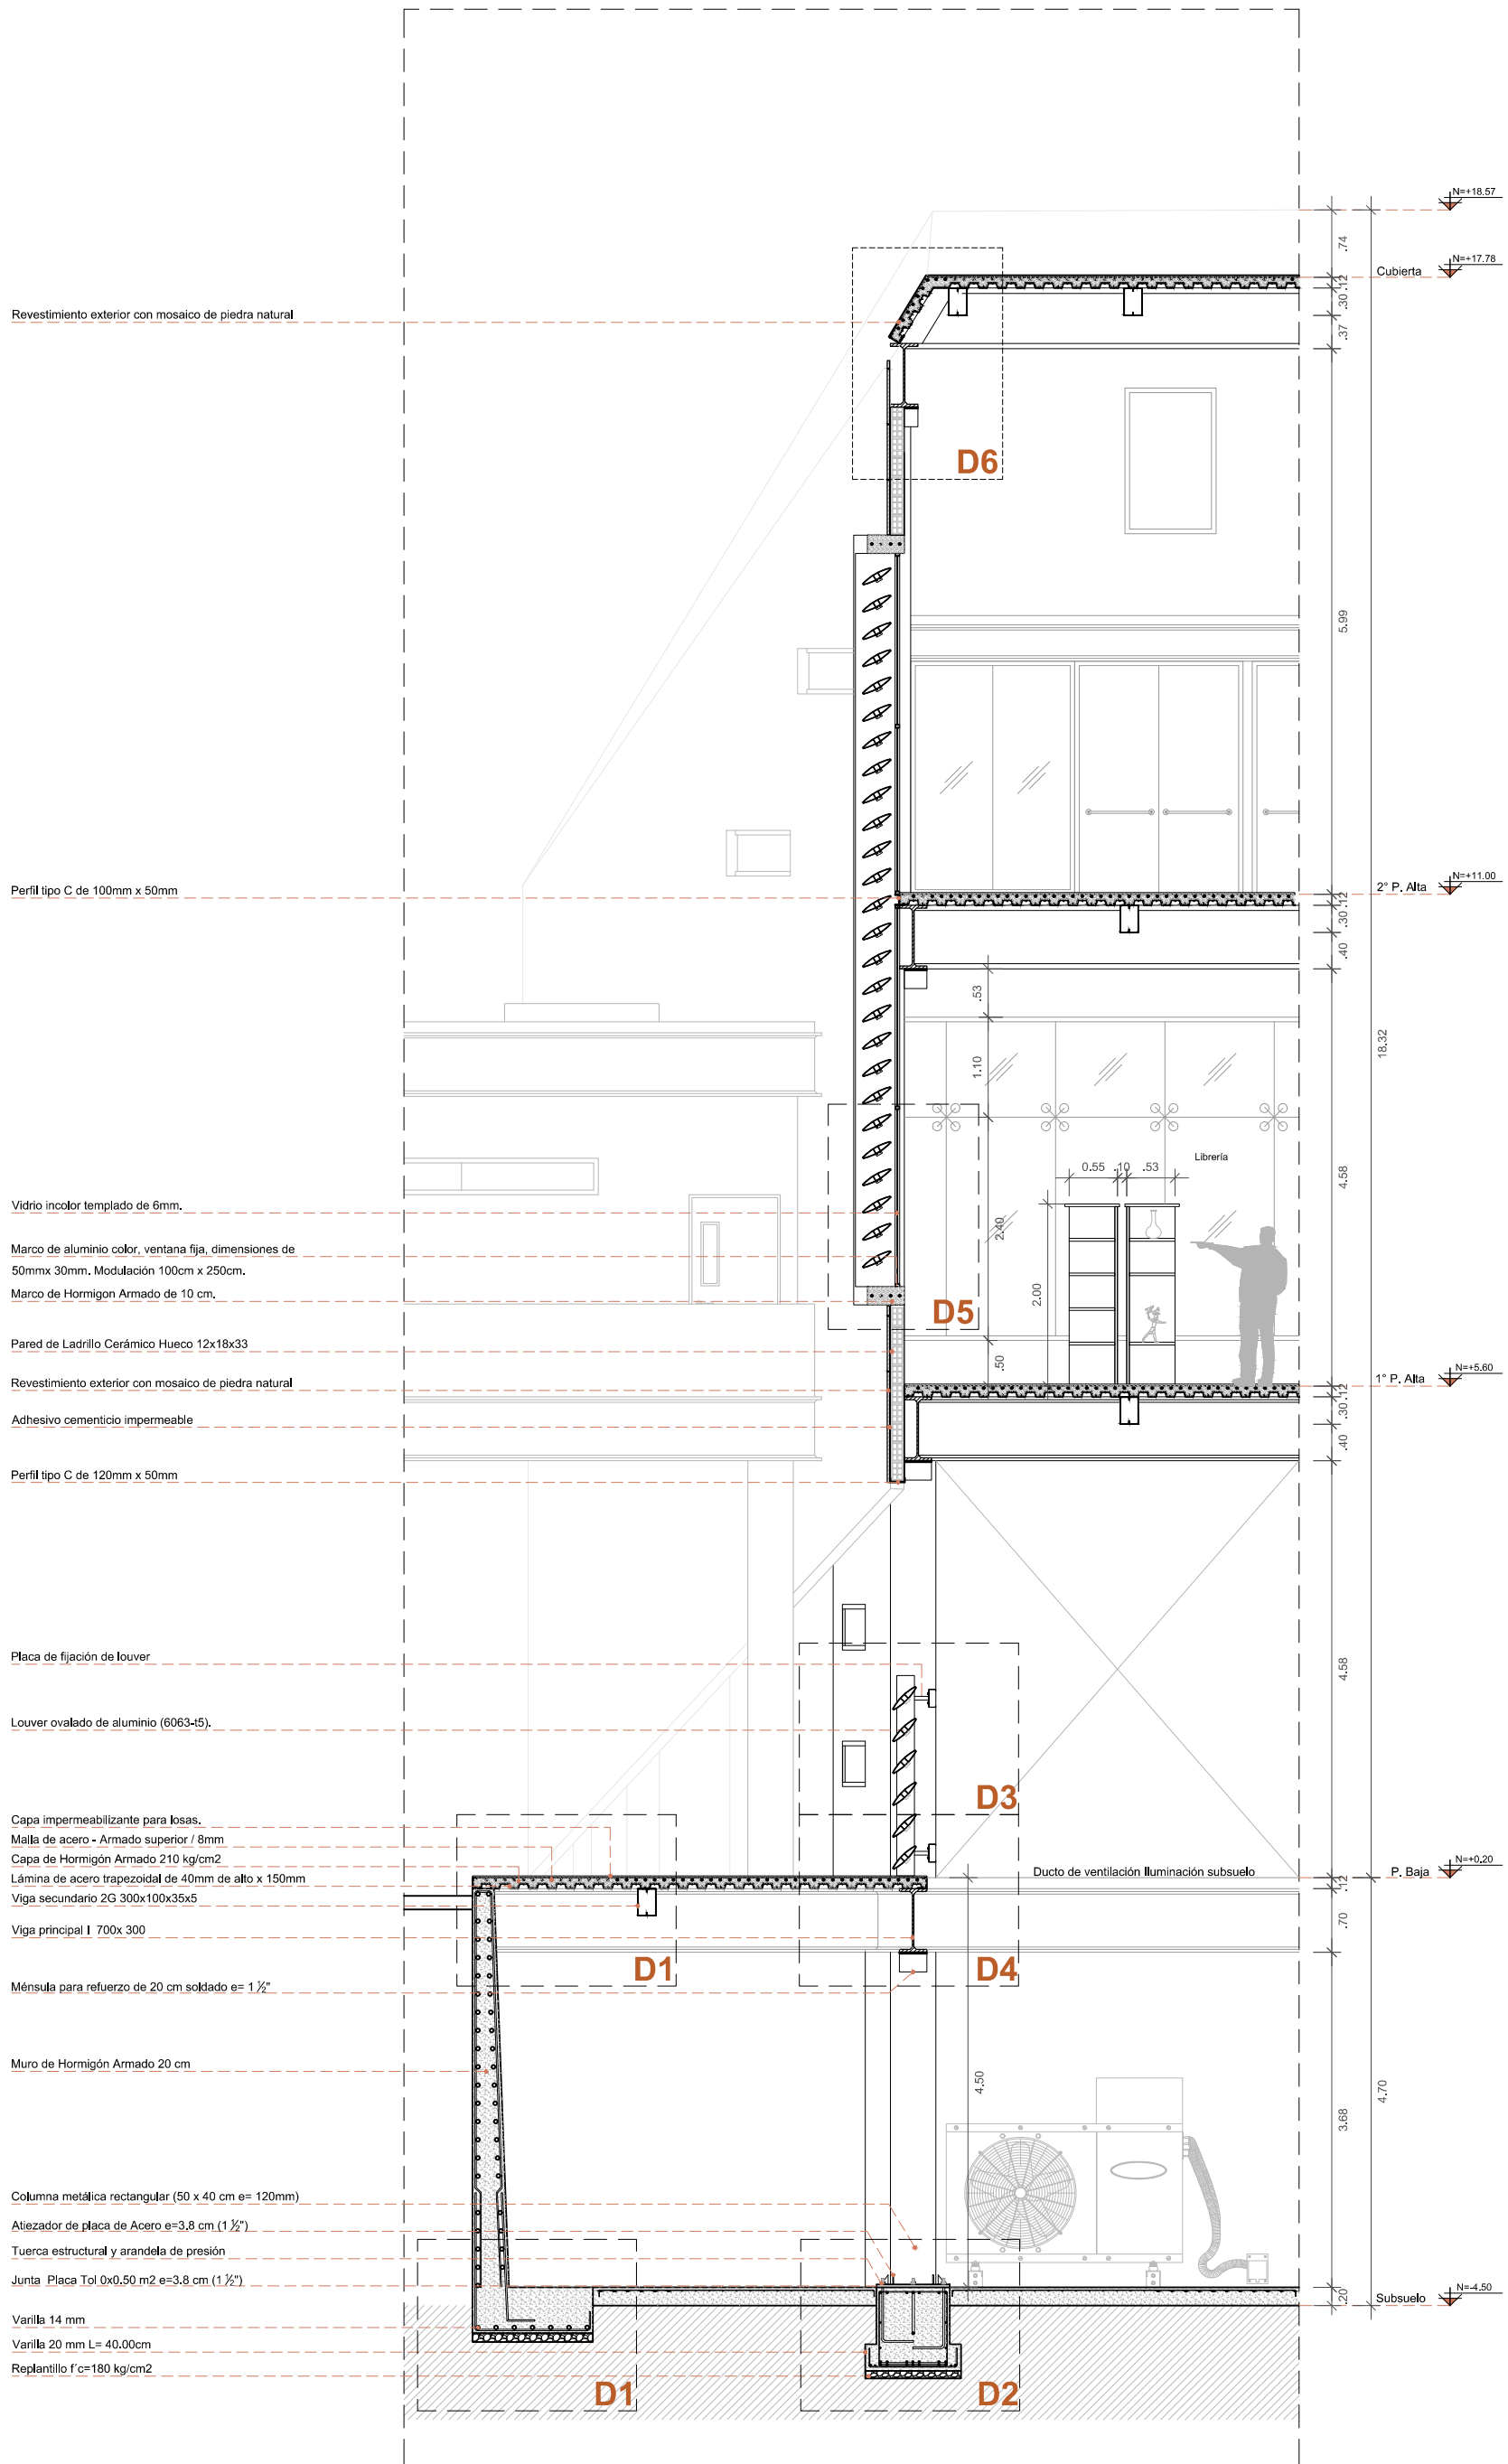 N=+18.57
.74
N=+17.78
Cubierta
.12
.30
.37
Revestimiento exterior con mosaico de piedra natural
D6
5.99
Perfil tipo C de 100mm x 50mm
N=+11.00
2° P. Alta
.12
.30
.40
.53
18.32
1.10
Librería
0.55 .10 .53
4.58
Vidrio incolor templado de 6mm.
2.40
Marco de aluminio color, ventana fija, dimensiones de
50mmx 30mm. Modulación 100cm x 250cm.
Marco de Hormigon Armado de 10 cm.
2.00
D5
Pared de Ladrillo Cerámico Hueco 12x18x33
.50
N=+5.60
1° P. Alta
Revestimiento exterior con mosaico de piedra natural
.12
.30
Adhesivo cementicio impermeable
.40
Perfil tipo C de 120mm x 50mm
Placa de fijación de louver
4.58
Louver ovalado de aluminio (6063-t5).
D3
Capa impermeabilizante para losas.
Malla de acero - Armado superior / 8mm
Capa de Hormigón Armado 210 kg/cm2
Lámina de acero trapezoidal de 40mm de alto x 150mm
Ducto de ventilación Iluminación subsuelo
N=+0.20
P. Baja
.12
Viga secundario 2G 300x100x35x5
.70
Viga principal I 700x 300
D1
D4
Ménsula para refuerzo de 20 cm soldado e= 1 ½"
Muro de Hormigón Armado 20 cm
4.50
4.70
3.68
Columna metálica rectangular (50 x 40 cm e= 120mm)
Atiezador de placa de Acero e=3.8 cm (1 ½")
Tuerca estructural y arandela de presión
Junta Placa Tol 0x0.50 m2 e=3.8 cm (1 ½")
.20
N=-4.50
Subsuelo
Varilla 14 mm
Varilla 20 mm L= 40.00cm
Replantillo f´c=180 kg/cm2
D1
D2